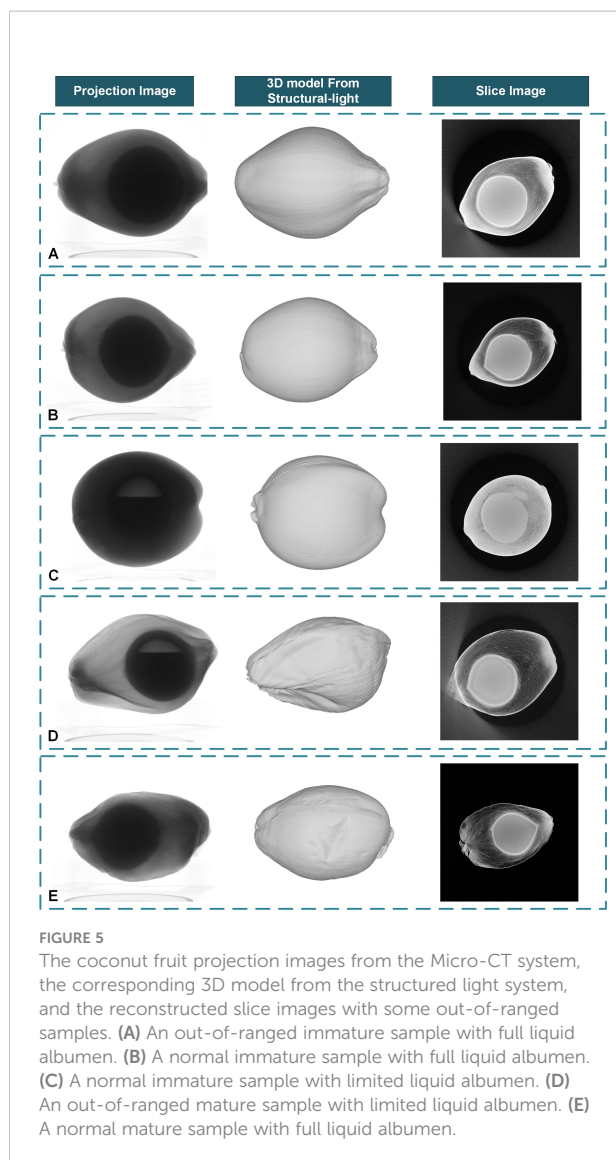 Projection Image
3D model From
Structural-light
Slice Image
A
B
C
D
E
FIGURE 5
The coconut fruit projection images from the Micro-CT system,
the corresponding 3D model from the structured light system,
and the reconstructed slice images with some out-of-ranged
samples. (A) An out-of-ranged immature sample with full liquid
albumen. (B) A normal immature sample with full liquid albumen.
(C) A normal immature sample with limited liquid albumen. (D)
An out-of-ranged mature sample with limited liquid albumen. (E)
A normal mature sample with full liquid albumen.